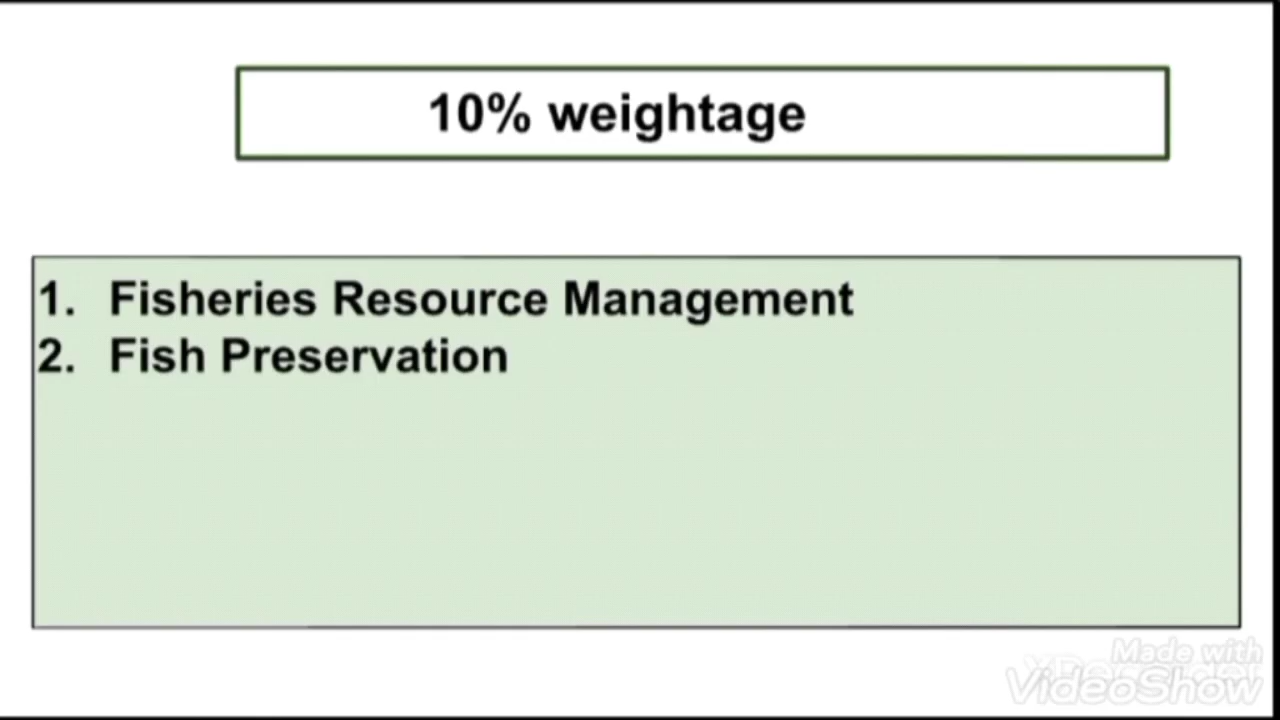 10% weightage
1. Fisheries Resource Management
2. Fish Preservation
Made with
VideoShow